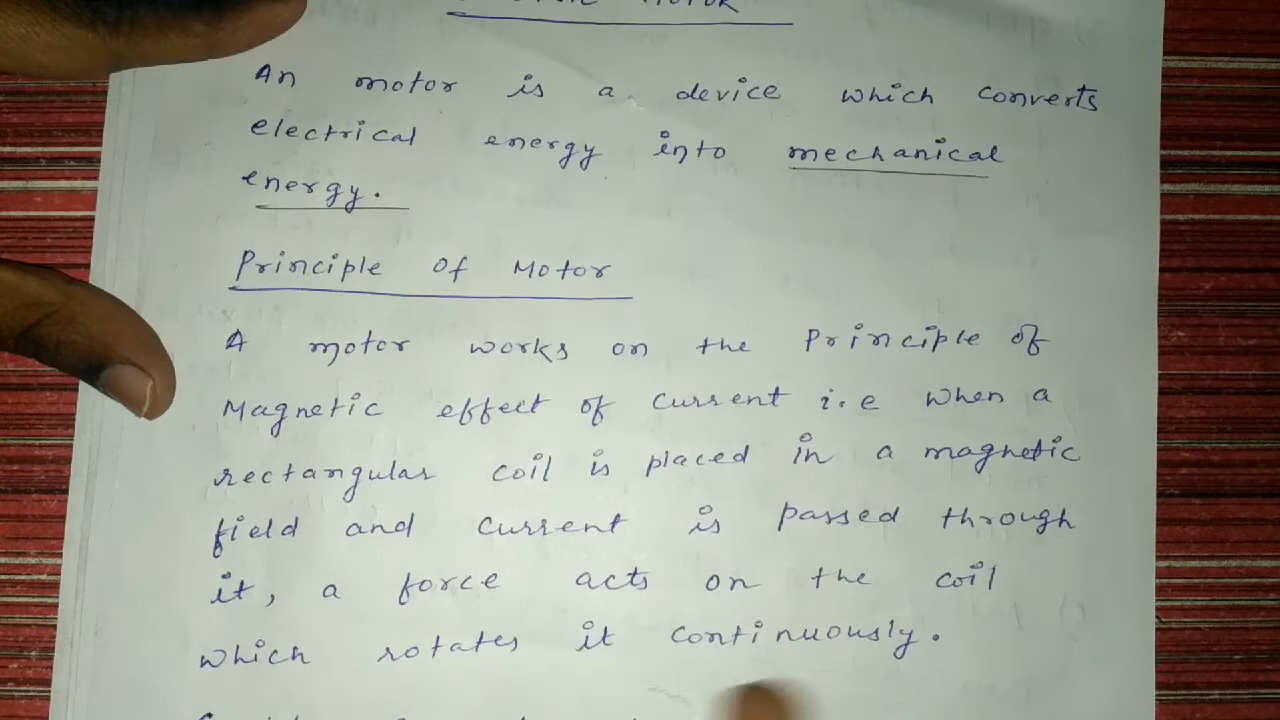 Motor
An motor is a device which converts
electrical energy into mechanical
energy.
Principle of Motor
A motor works on the Principle of
Magnetic effect of current i.e when a
rectangular coil is placed in a magnetic
field and current is passed through
it, a force acts on the coil
which rotates it continuously.